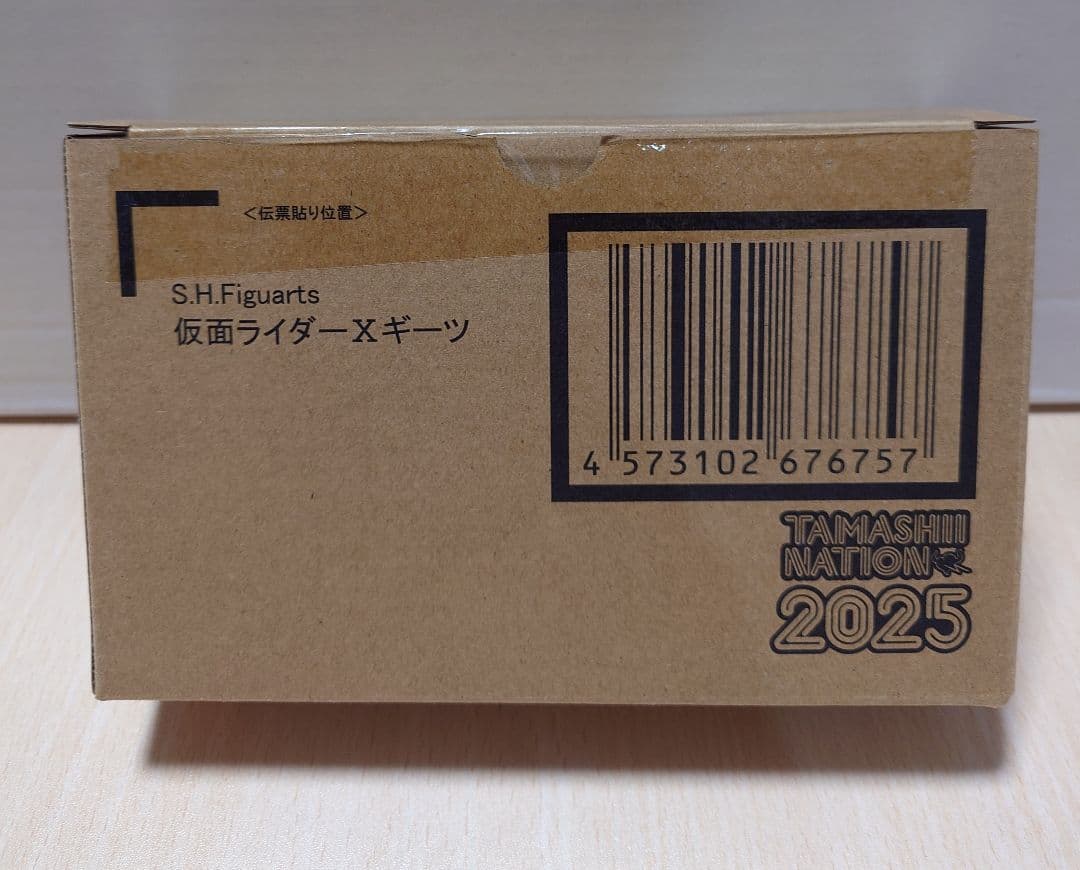 <伝票貼り位置>
S.H.Figuarts
仮面ライダーXギーツ
4 573102 676757
TAMASHII
NATION
2025